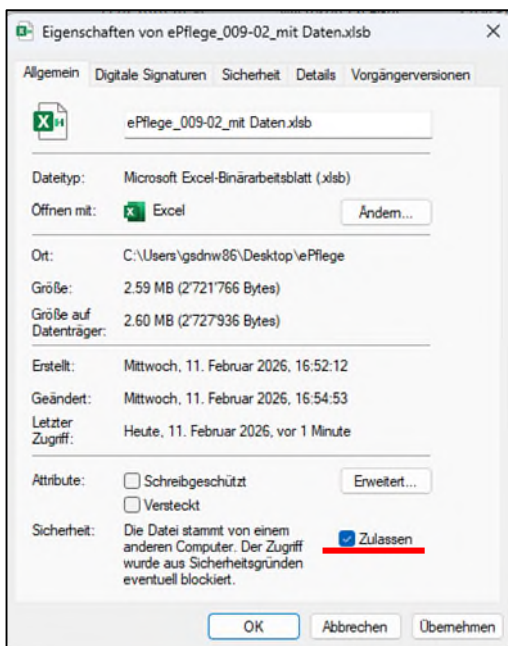 Eigenschaften von ePflege_009-02_mit Daten.xlsb
Allgemein Digitale Signaturen Sicherheit Details Vorgängerversionen
ePflege_009-02_mit Daten.xlsb
Dateityp: Microsoft Excel-Binärarbeitsblatt (.xlsb)
Öffnen mit: Excel Ändern...
Ort: C:\Users\gsdnw86\Desktop\ePflege
Größe: 2.59 MB (2'721'766 Bytes)
Größe auf
Datenträger: 2.60 MB (2'727'936 Bytes)
Erstellt: Mittwoch, 11. Februar 2026, 16:52:12
Geändert: Mittwoch, 11. Februar 2026, 16:54:53
Letzter
Zugriff: Heute, 11. Februar 2026, vor 1 Minute
Attribute: Schreibgeschützt Erweitert...
Versteckt
Sicherheit: Die Datei stammt von einem
anderen Computer. Der Zugriff Zulassen
wurde aus Sicherheitsgründen
eventuell blockiert.
OK Abbrechen Übernehmen